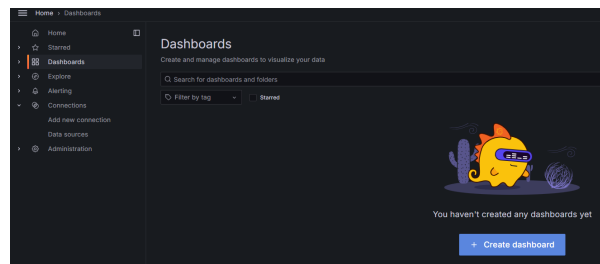 Home › Dashboards
Home
Starred
Dashboards
Explore
Alerting
Connections
Add new connection
Data sources
Administration
Dashboards
Create and manage dashboards to visualize your data
Search for dashboards and folders
Filter by tag
Starred
You haven't created any dashboards yet
+ Create dashboard